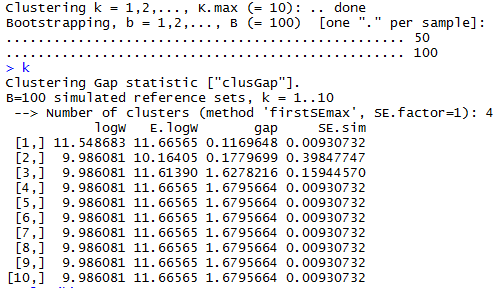 Clustering k = 1,2,..., K.max (= 10): .. done
Bootstrapping, b = 1,2,..., B (= 100)  [one "." per sample]:
.................................................. 50
.................................................. 100
> k
Clustering Gap statistic ["clusGap"].
B=100 simulated reference sets, k = 1..10
 --> Number of clusters (method 'firstSEmax', SE.factor=1): 4
           logW   E.logW       gap     SE.sim
 [1,] 11.548683 11.66565 0.1169648 0.00930732
 [2,]  9.986081 10.16405 0.1779699 0.39847747
 [3,]  9.986081 11.61390 1.6278216 0.15944570
 [4,]  9.986081 11.66565 1.6795664 0.00930732
 [5,]  9.986081 11.66565 1.6795664 0.00930732
 [6,]  9.986081 11.66565 1.6795664 0.00930732
 [7,]  9.986081 11.66565 1.6795664 0.00930732
 [8,]  9.986081 11.66565 1.6795664 0.00930732
 [9,]  9.986081 11.66565 1.6795664 0.00930732
[10,]  9.986081 11.66565 1.6795664 0.00930732